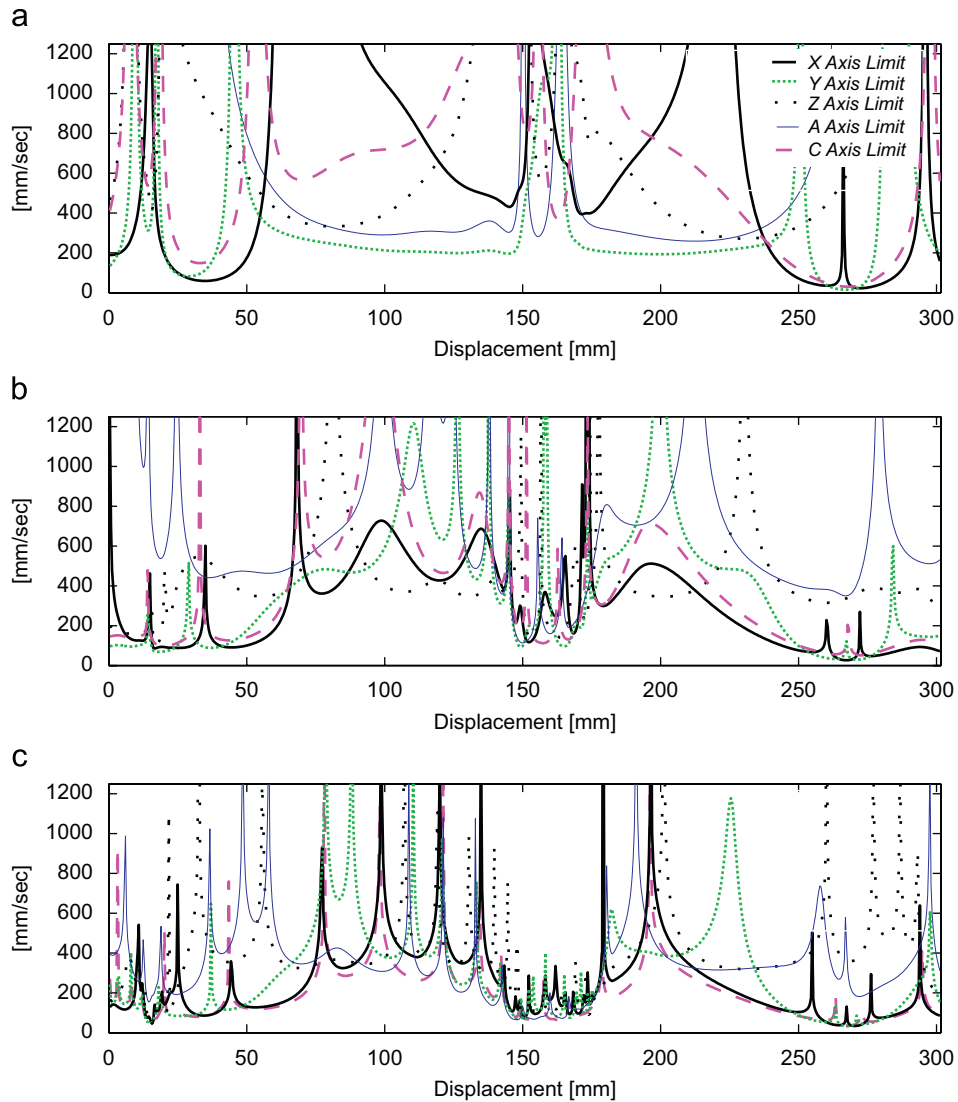 a
1200
1000
800
600
400
200
0
[mm/sec]
X Axis Limit
Y Axis Limit
Z Axis Limit
A Axis Limit
C Axis Limit
0 50 100 150 200 250 300
Displacement [mm]
b
1200
1000
800
600
400
200
0
[mm/sec]
0 50 100 150 200 250 300
Displacement [mm]
c
1200
1000
800
600
400
200
0
[mm/sec]
0 50 100 150 200 250 300
Displacement [mm]